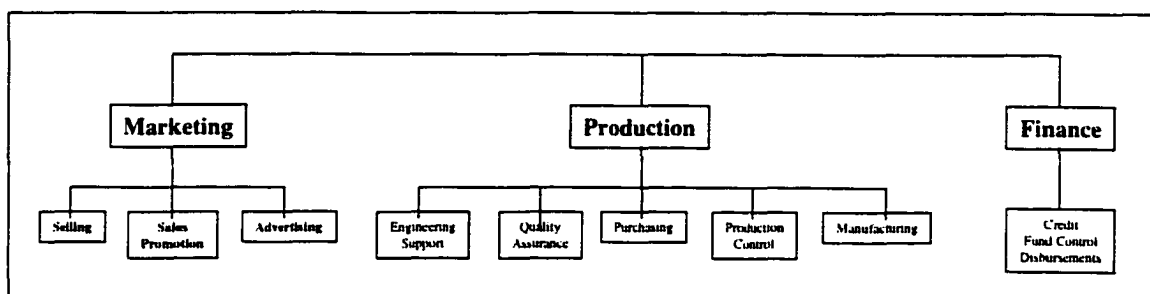 Marketing
Production
Finance
Selling
Sales
Promotion
Advertising
Engineering
Support
Quality
Assurance
Purchasing
Production
Control
Manufacturing
Credit
Fund Control
Disbursements